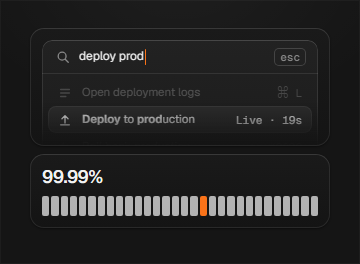 deploy prod
esc
Open deployment logs ⌘ L
Deploy to production Live · 19s
99.99%